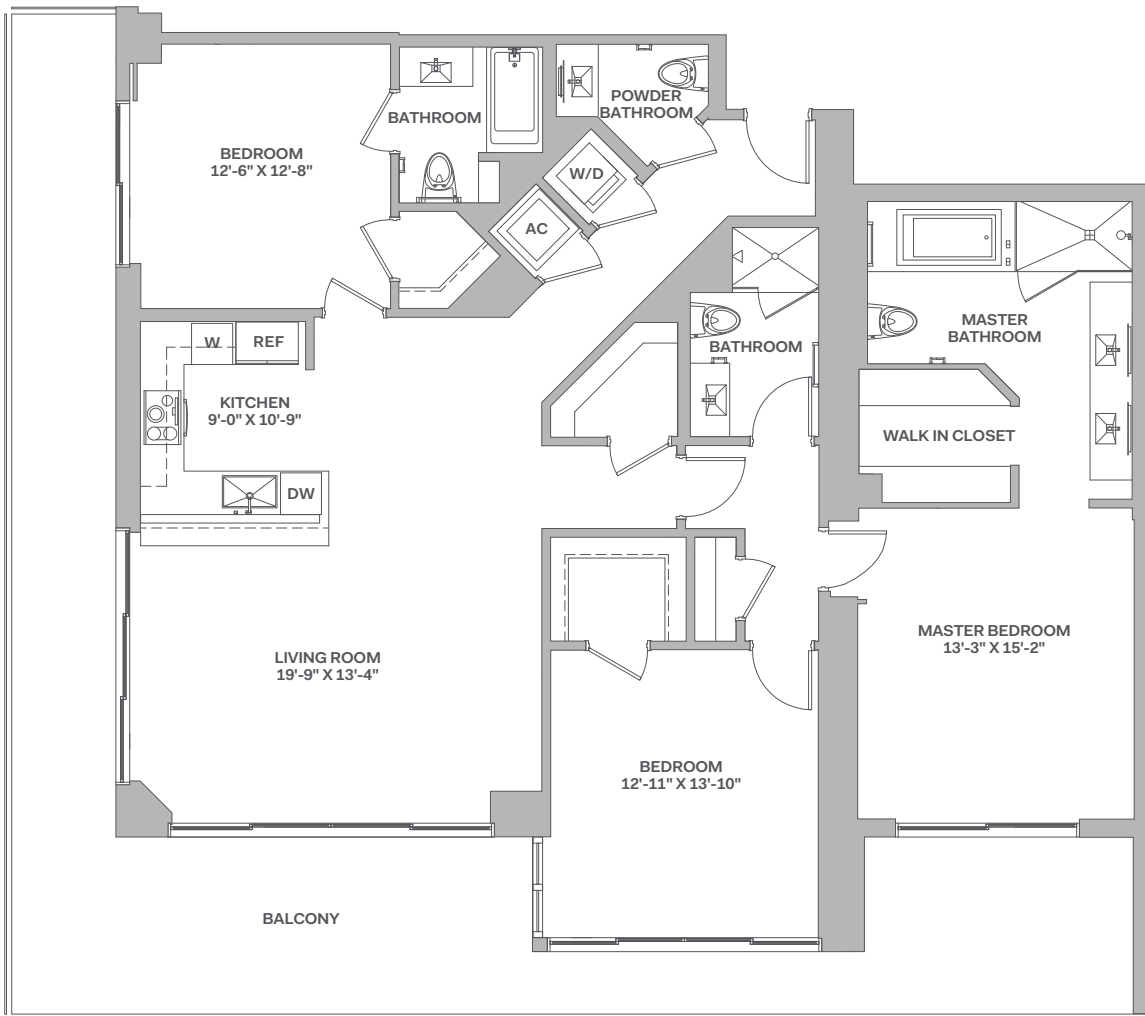 POWDER
BATHROOM
BATHROOM
BEDROOM
12'-6" X 12'-8"
W/D
AC
MASTER
BATHROOM
W
REF
BATHROOM
KITCHEN
9'-0" X 10'-9"
WALK IN CLOSET
DW
MASTER BEDROOM
13'-3" X 15'-2"
LIVING ROOM
19'-9" X 13'-4"
BEDROOM
12'-11" X 13'-10"
BALCONY